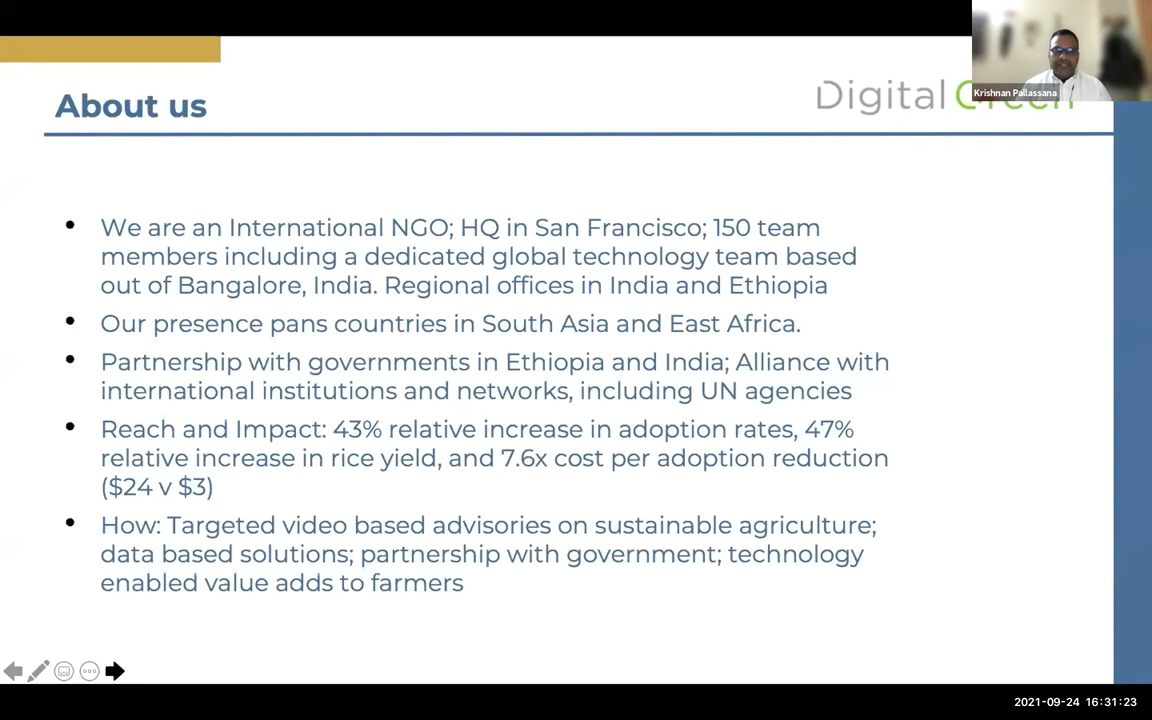 Krishnan Pallassana
Digital Green
About us
• We are an International NGO; HQ in San Francisco; 150 team
members including a dedicated global technology team based
out of Bangalore, India. Regional offices in India and Ethiopia
• Our presence pans countries in South Asia and East Africa.
• Partnership with governments in Ethiopia and India; Alliance with
international institutions and networks, including UN agencies
• Reach and Impact: 43% relative increase in adoption rates, 47%
relative increase in rice yield, and 7.6x cost per adoption reduction
($24 v $3)
• How: Targeted video based advisories on sustainable agriculture;
data based solutions; partnership with government; technology
enabled value adds to farmers
2021-09-24 16:31:23